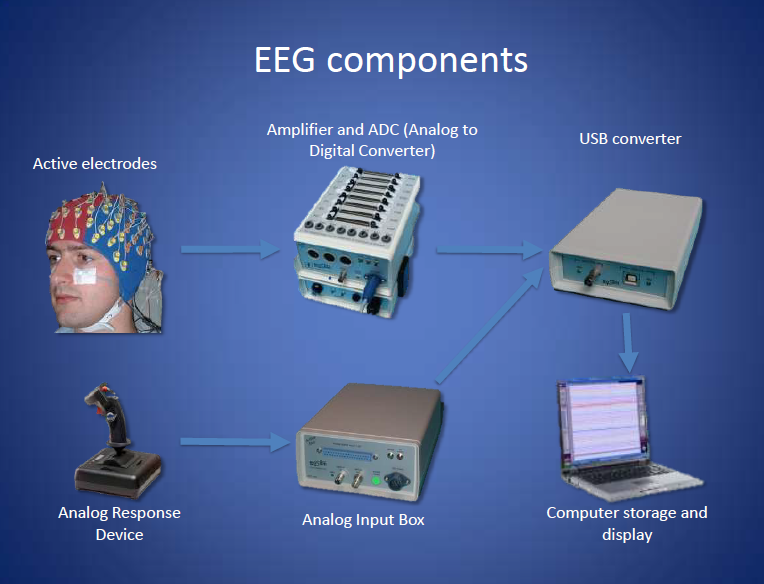 EEG components
Amplifier and ADC (Analog to
Digital Converter)
USB converter
Active electrodes
Analog Response
Device
Analog Input Box
Computer storage and
display